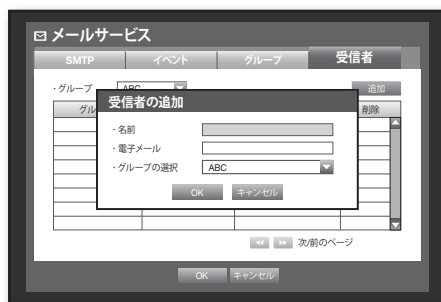 メールサービス
SMTP イベント グループ 受信者
・グループ ABC 追加
グル 削除
受信者の追加
・名前
・電子メール
・グループの選択 ABC
OK キャンセル
次/前のページ
OK キャンセル